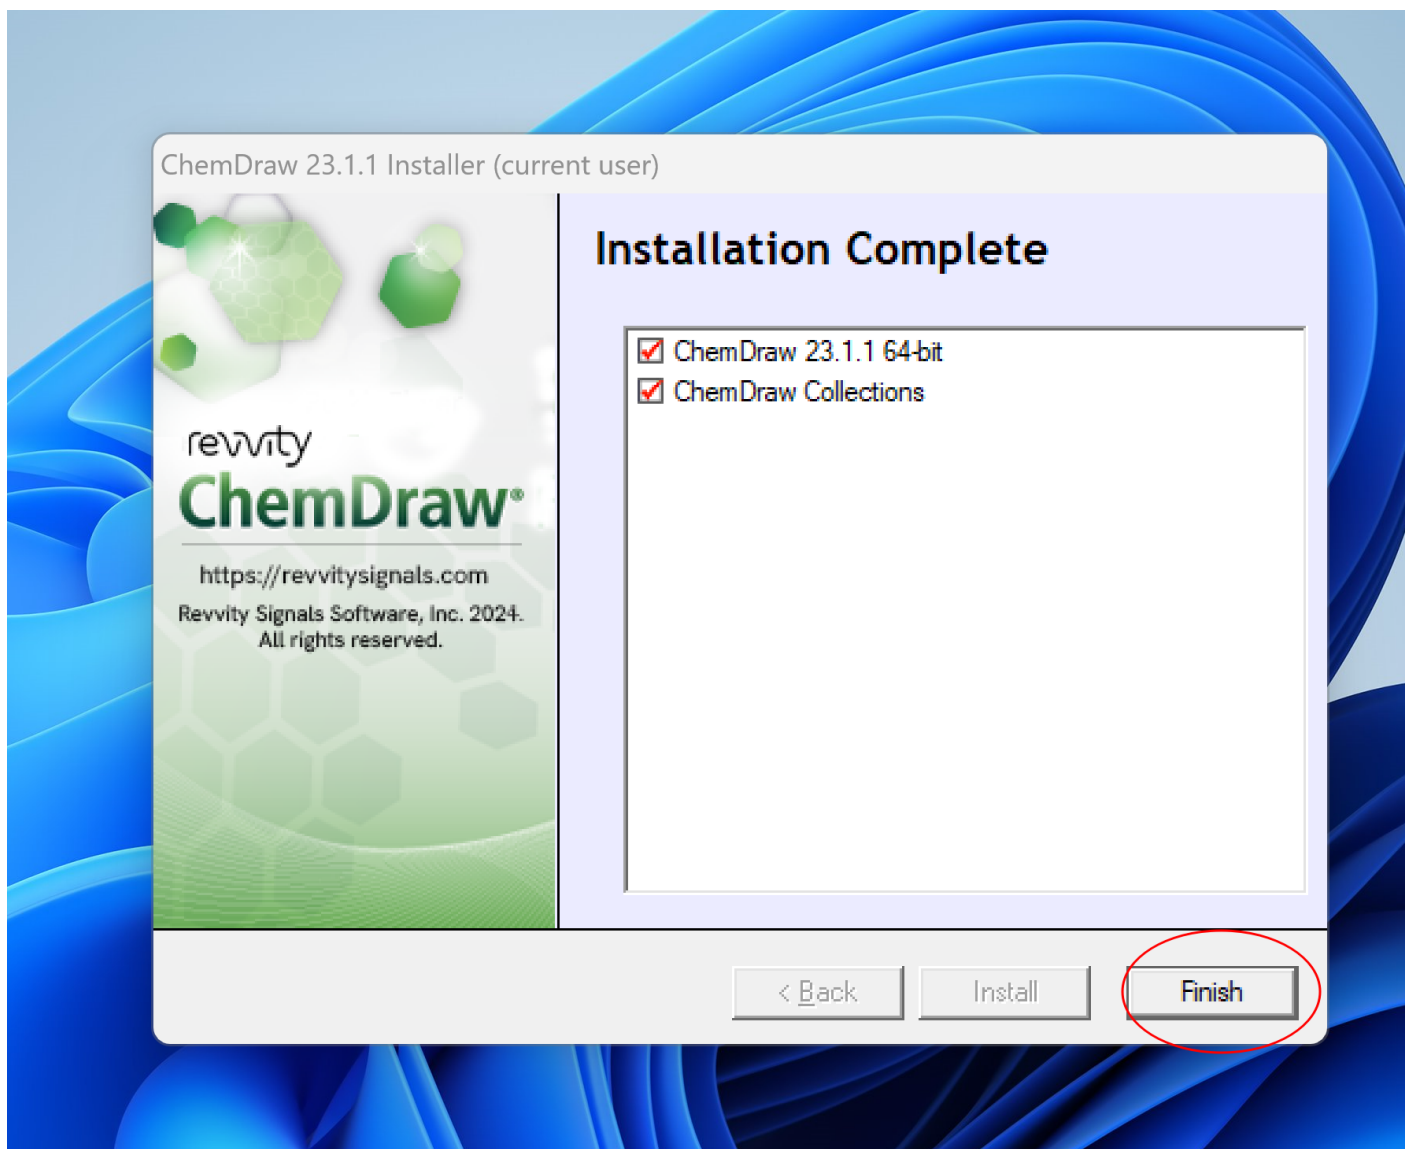 ChemDraw 23.1.1 Installer (current user)
revvity
ChemDraw®
https://revvitysignals.com
Revvity Signals Software, Inc. 2024.
All rights reserved.
Installation Complete
ChemDraw 23.1.1 64-bit
ChemDraw Collections
< Back
Install
Finish